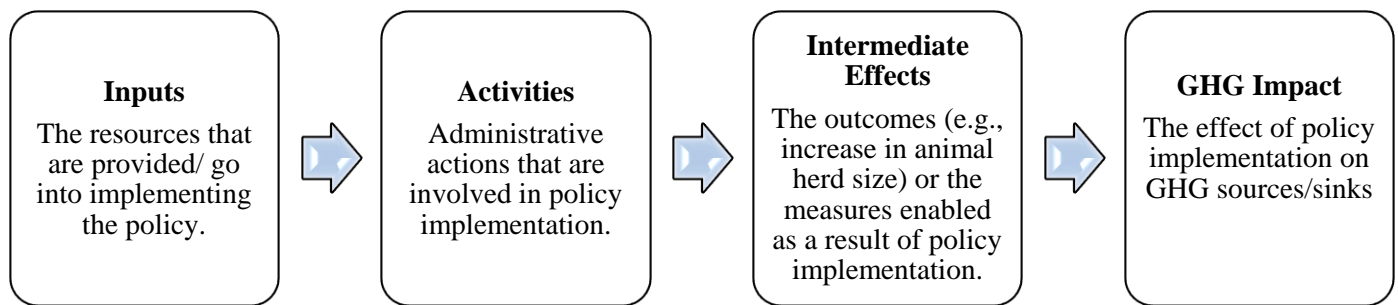 Inputs
The resources that
are provided/ go
into implementing
the policy.
Activities
Administrative
actions that are
involved in policy
implementation.
Intermediate
Effects
The outcomes (e.g.,
increase in animal
herd size) or the
measures enabled
as a result of policy
implementation.
GHG Impact
The effect of policy
implementation on
GHG sources/sinks